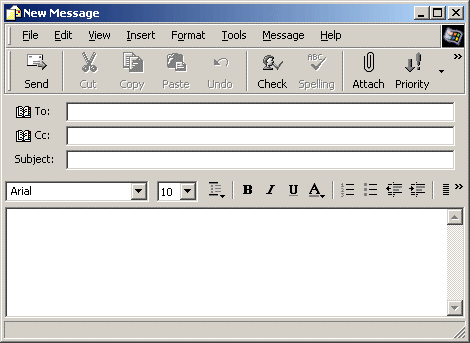 New Message
File Edit View Insert Format Tools Message Help
Send Cut Copy Paste Undo Check Spelling Attach Priority
To:
Cc:
Subject:
Arial 10 B I U A